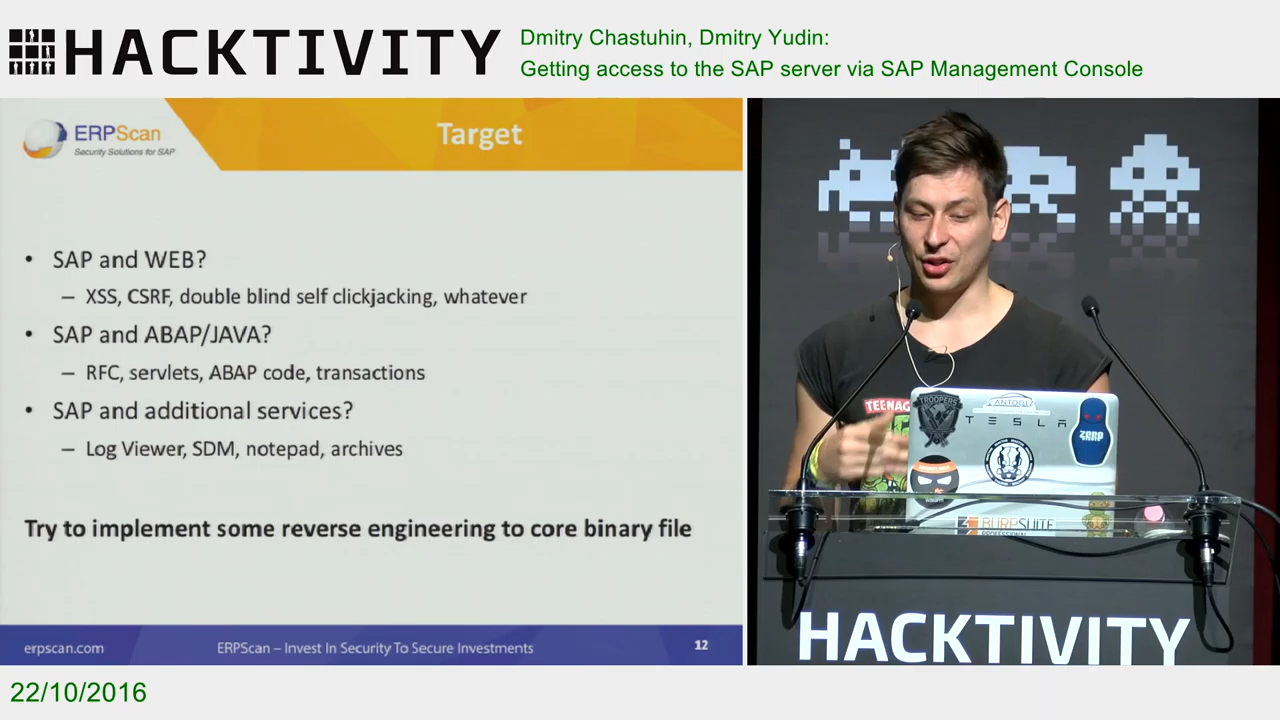 HACKTIVITY
Dmitry Chastuhin, Dmitry Yudin:
Getting access to the SAP server via SAP Management Console
ERPScan
Security Solutions for SAP
Target
• SAP and WEB?
– XSS, CSRF, double blind self clickjacking, whatever
• SAP and ABAP/JAVA?
– RFC, servlets, ABAP code, transactions
• SAP and additional services?
– Log Viewer, SDM, notepad, archives
Try to implement some reverse engineering to core binary file
erpscan.com
ERPScan – Invest In Security To Secure Investments
12
TEENAG
TROOPERS
TESLA
BURPSUITE
PROFESSIONAL
HACKTIVITY
22/10/2016